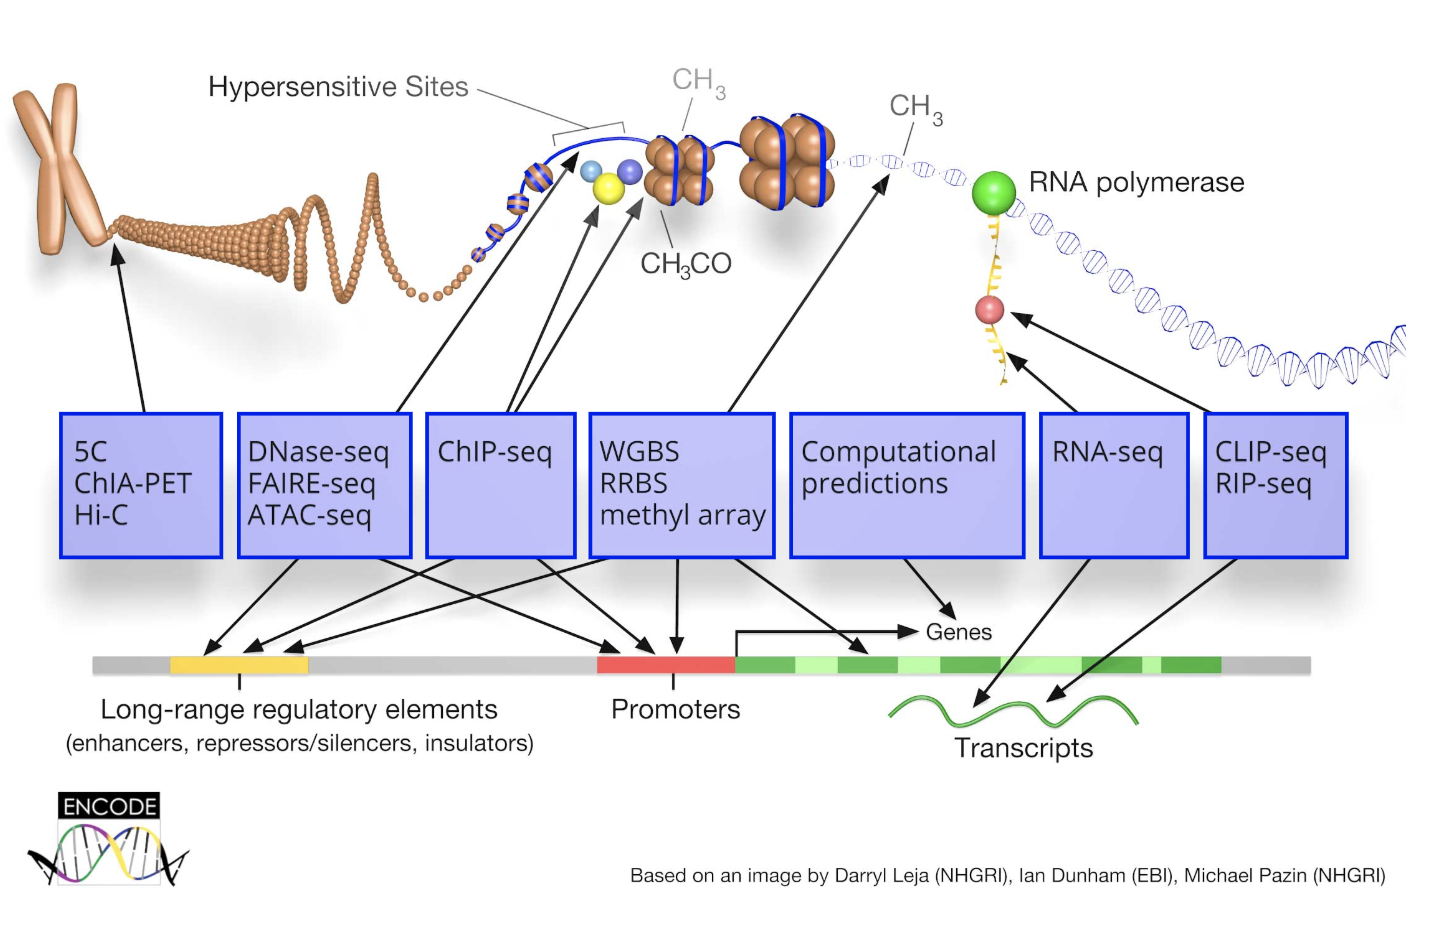 Hypersensitive Sites
CH3
CH3
RNA polymerase
CH3CO
5C
ChIA-PET
Hi-C
DNase-seq
FAIRE-seq
ATAC-seq
ChIP-seq
WGBS
RRBS
methyl array
Computational
predictions
RNA-seq
CLIP-seq
RIP-seq
Genes
Long-range regulatory elements
(enhancers, repressors/silencers, insulators)
Promoters
Transcripts
ENCODE
Based on an image by Darryl Leja (NHGRI), Ian Dunham (EBI), Michael Pazin (NHGRI)